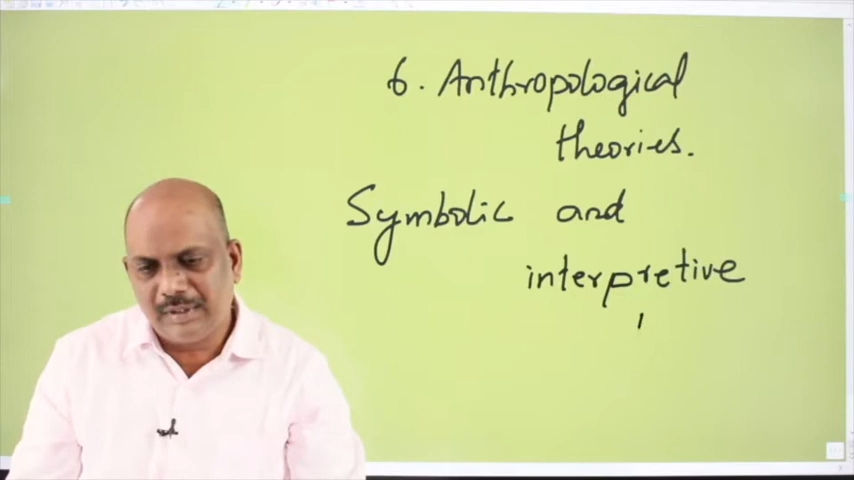 6. Anthropological
theories.
Symbolic and
interpretive